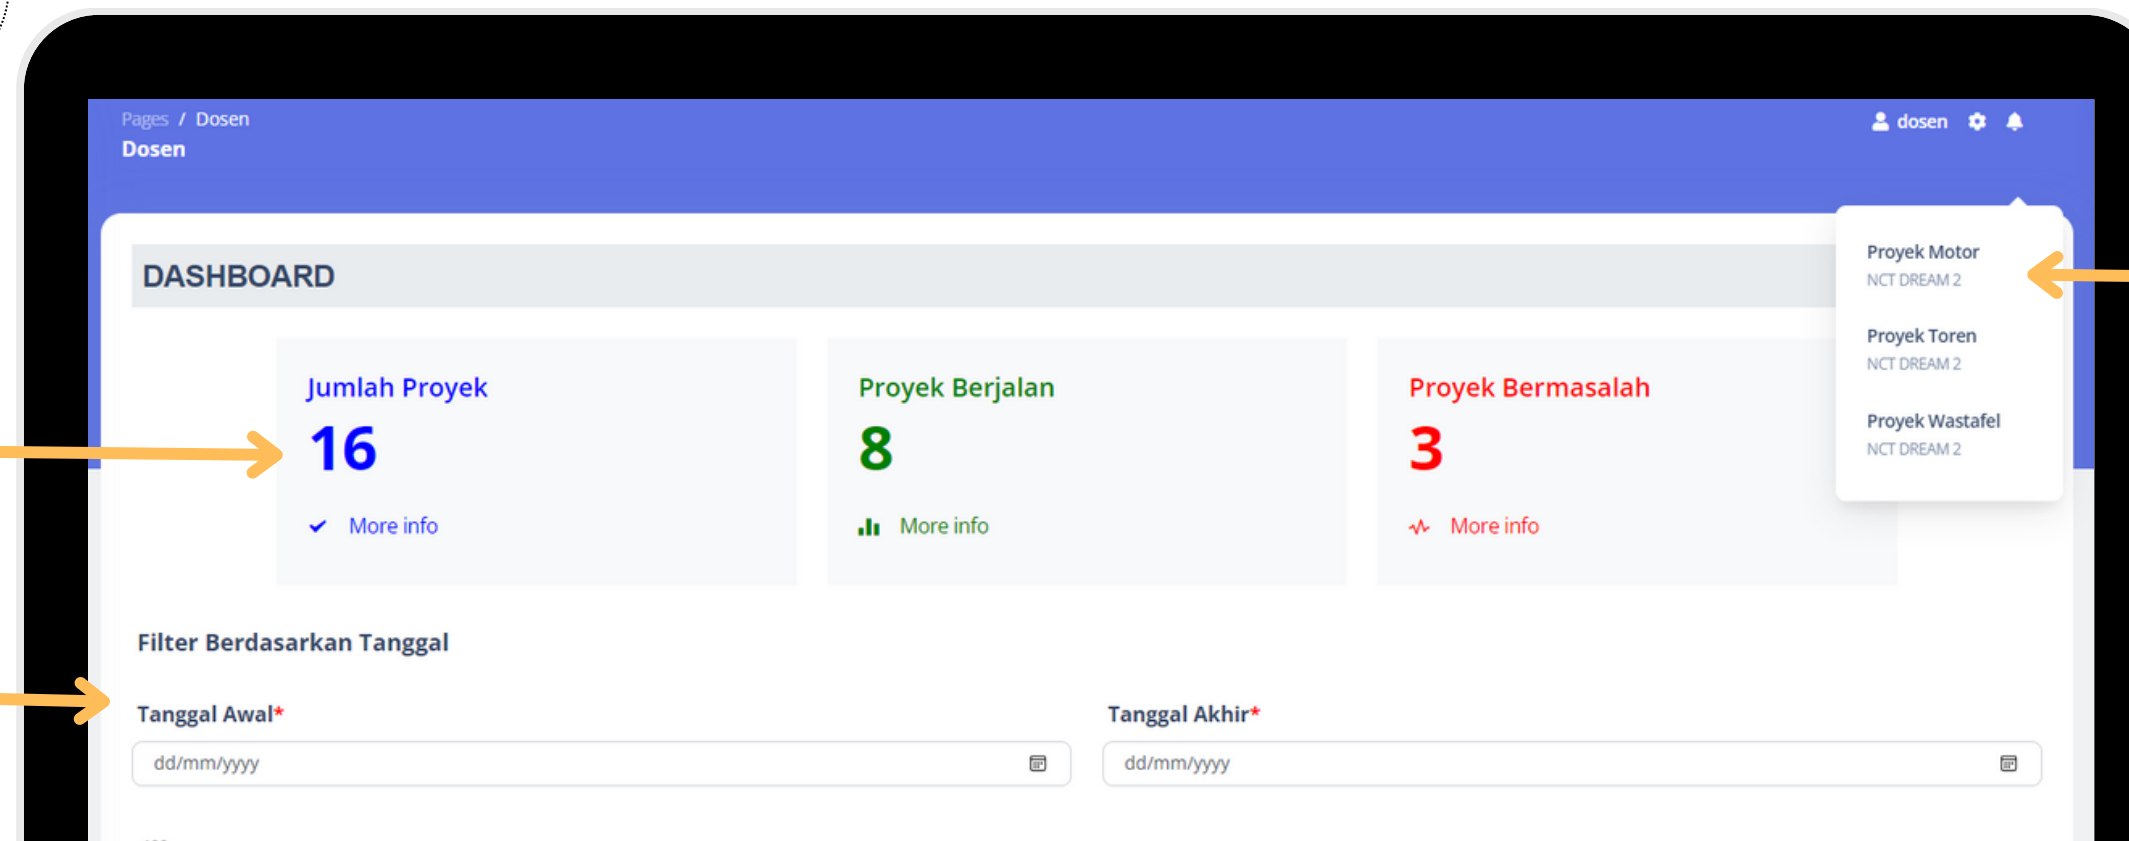 Pages / Dosen
dosen
Dosen
DASHBOARD
Proyek Motor
NCT DREAM 2
Proyek Toren
NCT DREAM 2
Proyek Wastafel
NCT DREAM 2
Jumlah Proyek
16
More info
Proyek Berjalan
8
More info
Proyek Bermasalah
3
More info
Filter Berdasarkan Tanggal
Tanggal Awal*
dd/mm/yyyy
Tanggal Akhir*
dd/mm/yyyy